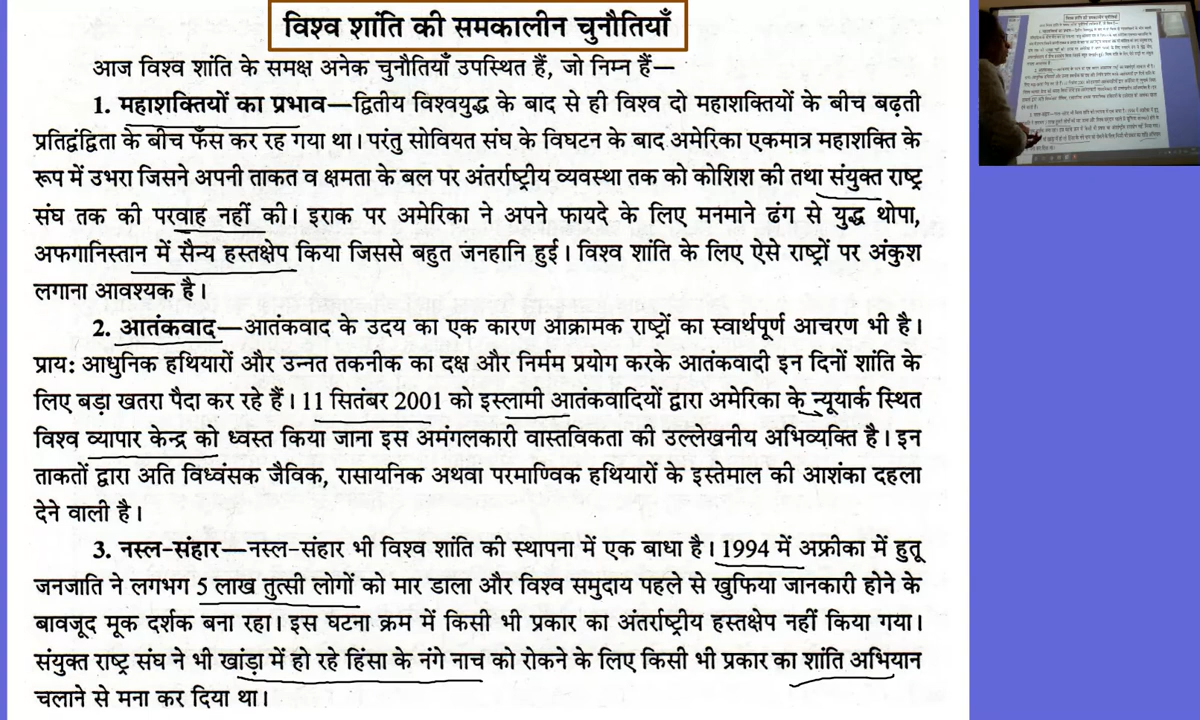 विश्व शांति की समकालीन चुनौतियाँ
आज विश्व शांति के समक्ष अनेक चुनौतियाँ उपस्थित हैं, जो निम्न हैं—
1. महाशक्तियों का प्रभाव—द्वितीय विश्वयुद्ध के बाद से ही विश्व दो महाशक्तियों के बीच बढ़ती
प्रतिद्वंद्विता के बीच फँस कर रह गया था। परंतु सोवियत संघ के विघटन के बाद अमेरिका एकमात्र महाशक्ति के
रूप में उभरा जिसने अपनी ताकत व क्षमता के बल पर अंतर्राष्ट्रीय व्यवस्था तक को कोशिश की तथा संयुक्त राष्ट्र
संघ तक की परवाह नहीं की। इराक पर अमेरिका ने अपने फायदे के लिए मनमाने ढंग से युद्ध थोपा,
अफगानिस्तान में सैन्य हस्तक्षेप किया जिससे बहुत जनहानि हुई। विश्व शांति के लिए ऐसे राष्ट्रों पर अंकुश
लगाना आवश्यक है।
2. आतंकवाद—आतंकवाद के उदय का एक कारण आक्रामक राष्ट्रों का स्वार्थपूर्ण आचरण भी है।
प्रायः आधुनिक हथियारों और उन्नत तकनीक का दक्ष और निर्मम प्रयोग करके आतंकवादी इन दिनों शांति के
लिए बड़ा खतरा पैदा कर रहे हैं। 11 सितंबर 2001 को इस्लामी आतंकवादियों द्वारा अमेरिका के न्यूयार्क स्थित
विश्व व्यापार केन्द्र को ध्वस्त किया जाना इस अमंगलकारी वास्तविकता की उल्लेखनीय अभिव्यक्ति है। इन
ताकतों द्वारा अति विध्वंसक जैविक, रासायनिक अथवा परमाण्विक हथियारों के इस्तेमाल की आशंका दहला
देने वाली है।
3. नस्ल-संहार—नस्ल-संहार भी विश्व शांति की स्थापना में एक बाधा है। 1994 में अफ्रीका में हुतू
जनजाति ने लगभग 5 लाख तुत्सी लोगों को मार डाला और विश्व समुदाय पहले से खुफिया जानकारी होने के
बावजूद मूक दर्शक बना रहा। इस घटना क्रम में किसी भी प्रकार का अंतर्राष्ट्रीय हस्तक्षेप नहीं किया गया।
संयुक्त राष्ट्र संघ ने भी खांड़ा में हो रहे हिंसा के नंगे नाच को रोकने के लिए किसी भी प्रकार का शांति अभियान
चलाने से मना कर दिया था।